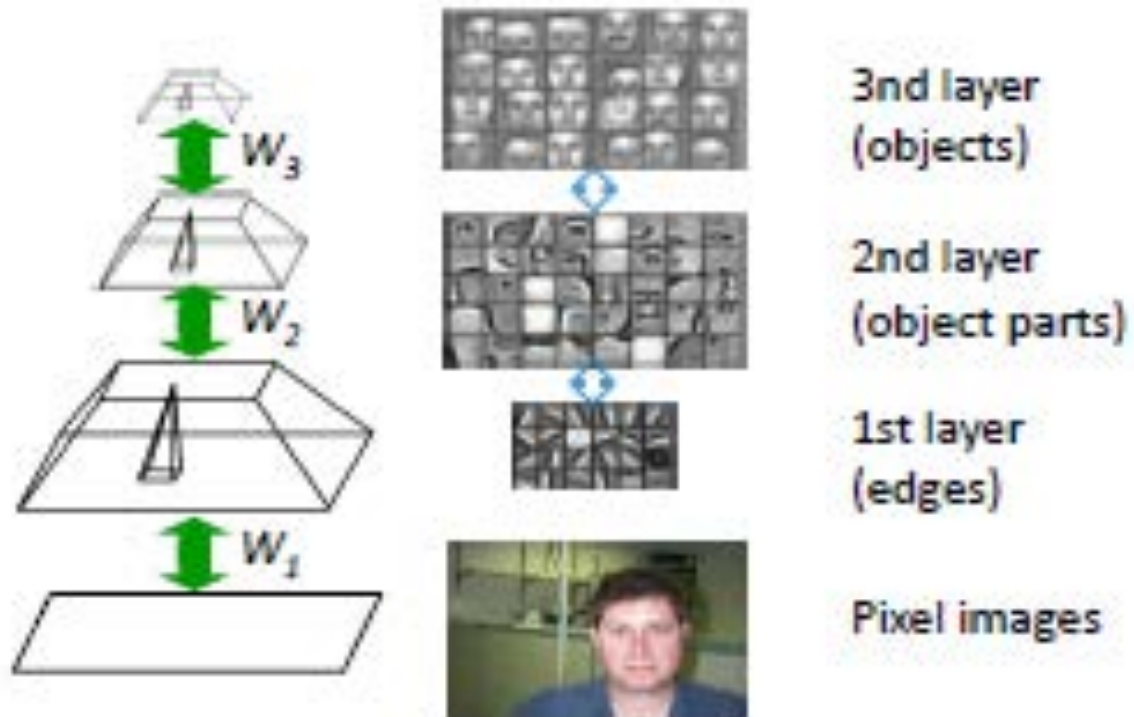 W3
3nd layer
(objects)
W2
2nd layer
(object parts)
1st layer
(edges)
W1
Pixel images